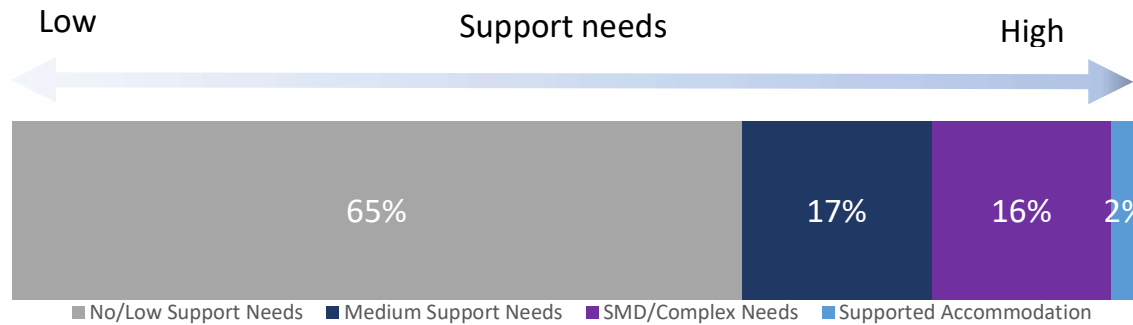 Low Support needs High
65% 17% 16% 2%
No/Low Support Needs Medium Support Needs SMD/Complex Needs Supported Accommodation